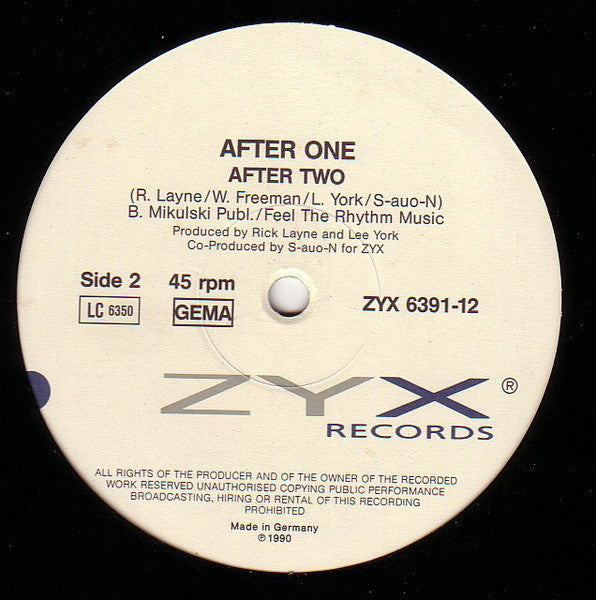 AFTER ONE
AFTER TWO
(R. Layne/W. Freeman/L. York/S-auo-N)
B. Mikulski Publ./Feel The Rhythm Music
Produced by Rick Layne and Lee York
Co-Produced by S-auo-N for ZYX
Side 2 45 rpm
LC 6350 GEMA ZYX 6391-12
ZYX ®
RECORDS
ALL RIGHTS OF THE PRODUCER AND OF THE OWNER OF THE RECORDED
WORK RESERVED UNAUTHORISED COPYING PUBLIC PERFORMANCE
BROADCASTING, HIRING OR RENTAL OF THIS RECORDING
PROHIBITED
Made in Germany
℗ 1990